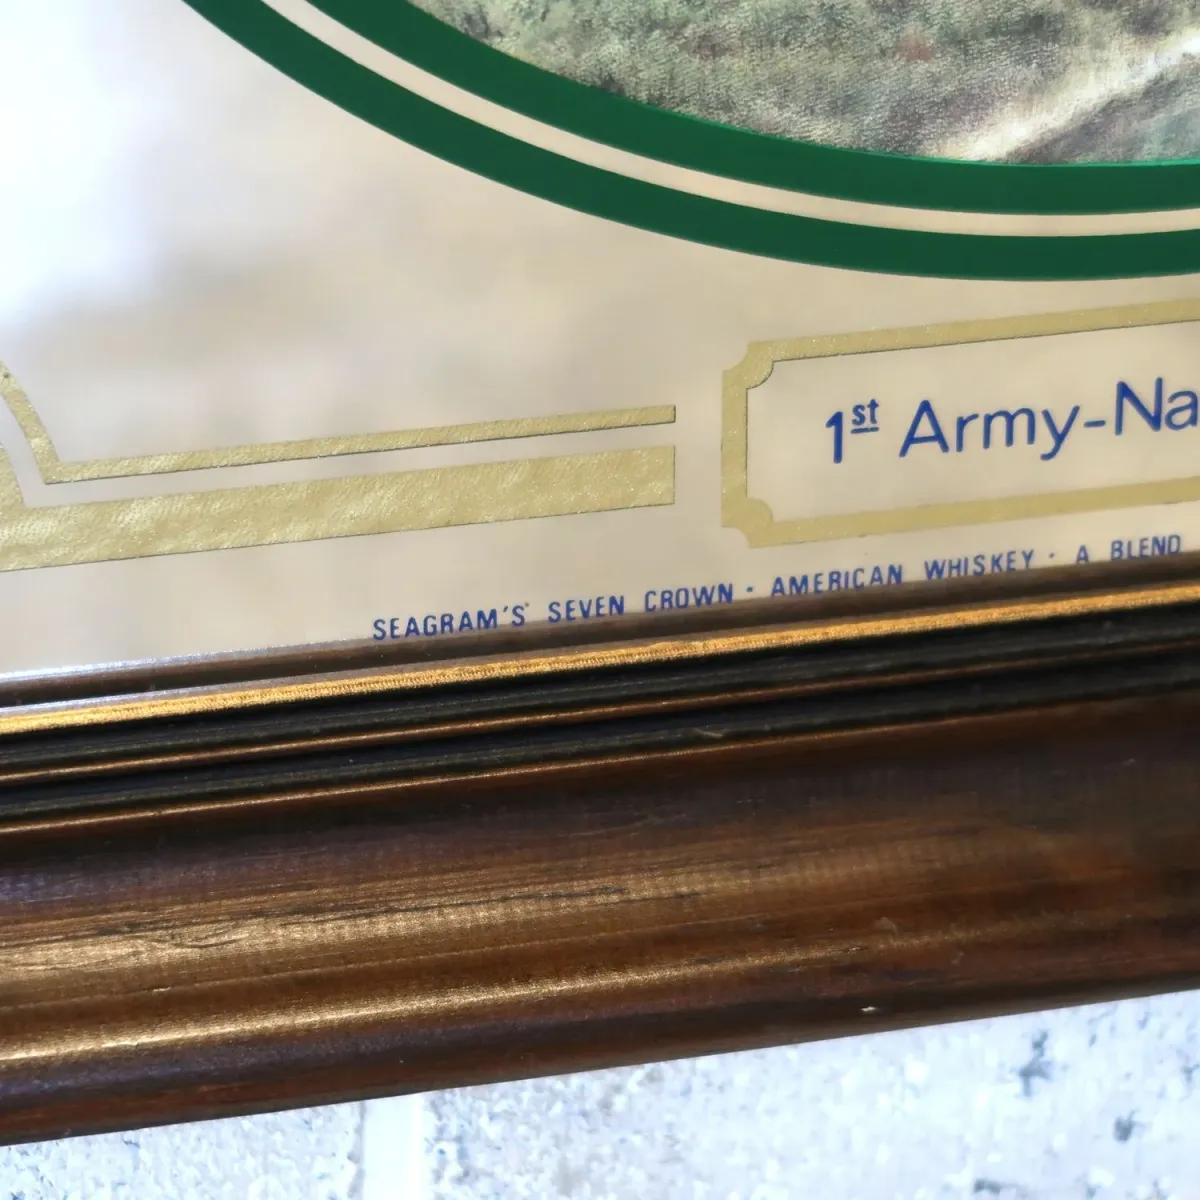 1st Army-Na
SEAGRAM'S SEVEN CROWN · AMERICAN WHISKEY · A BLEND